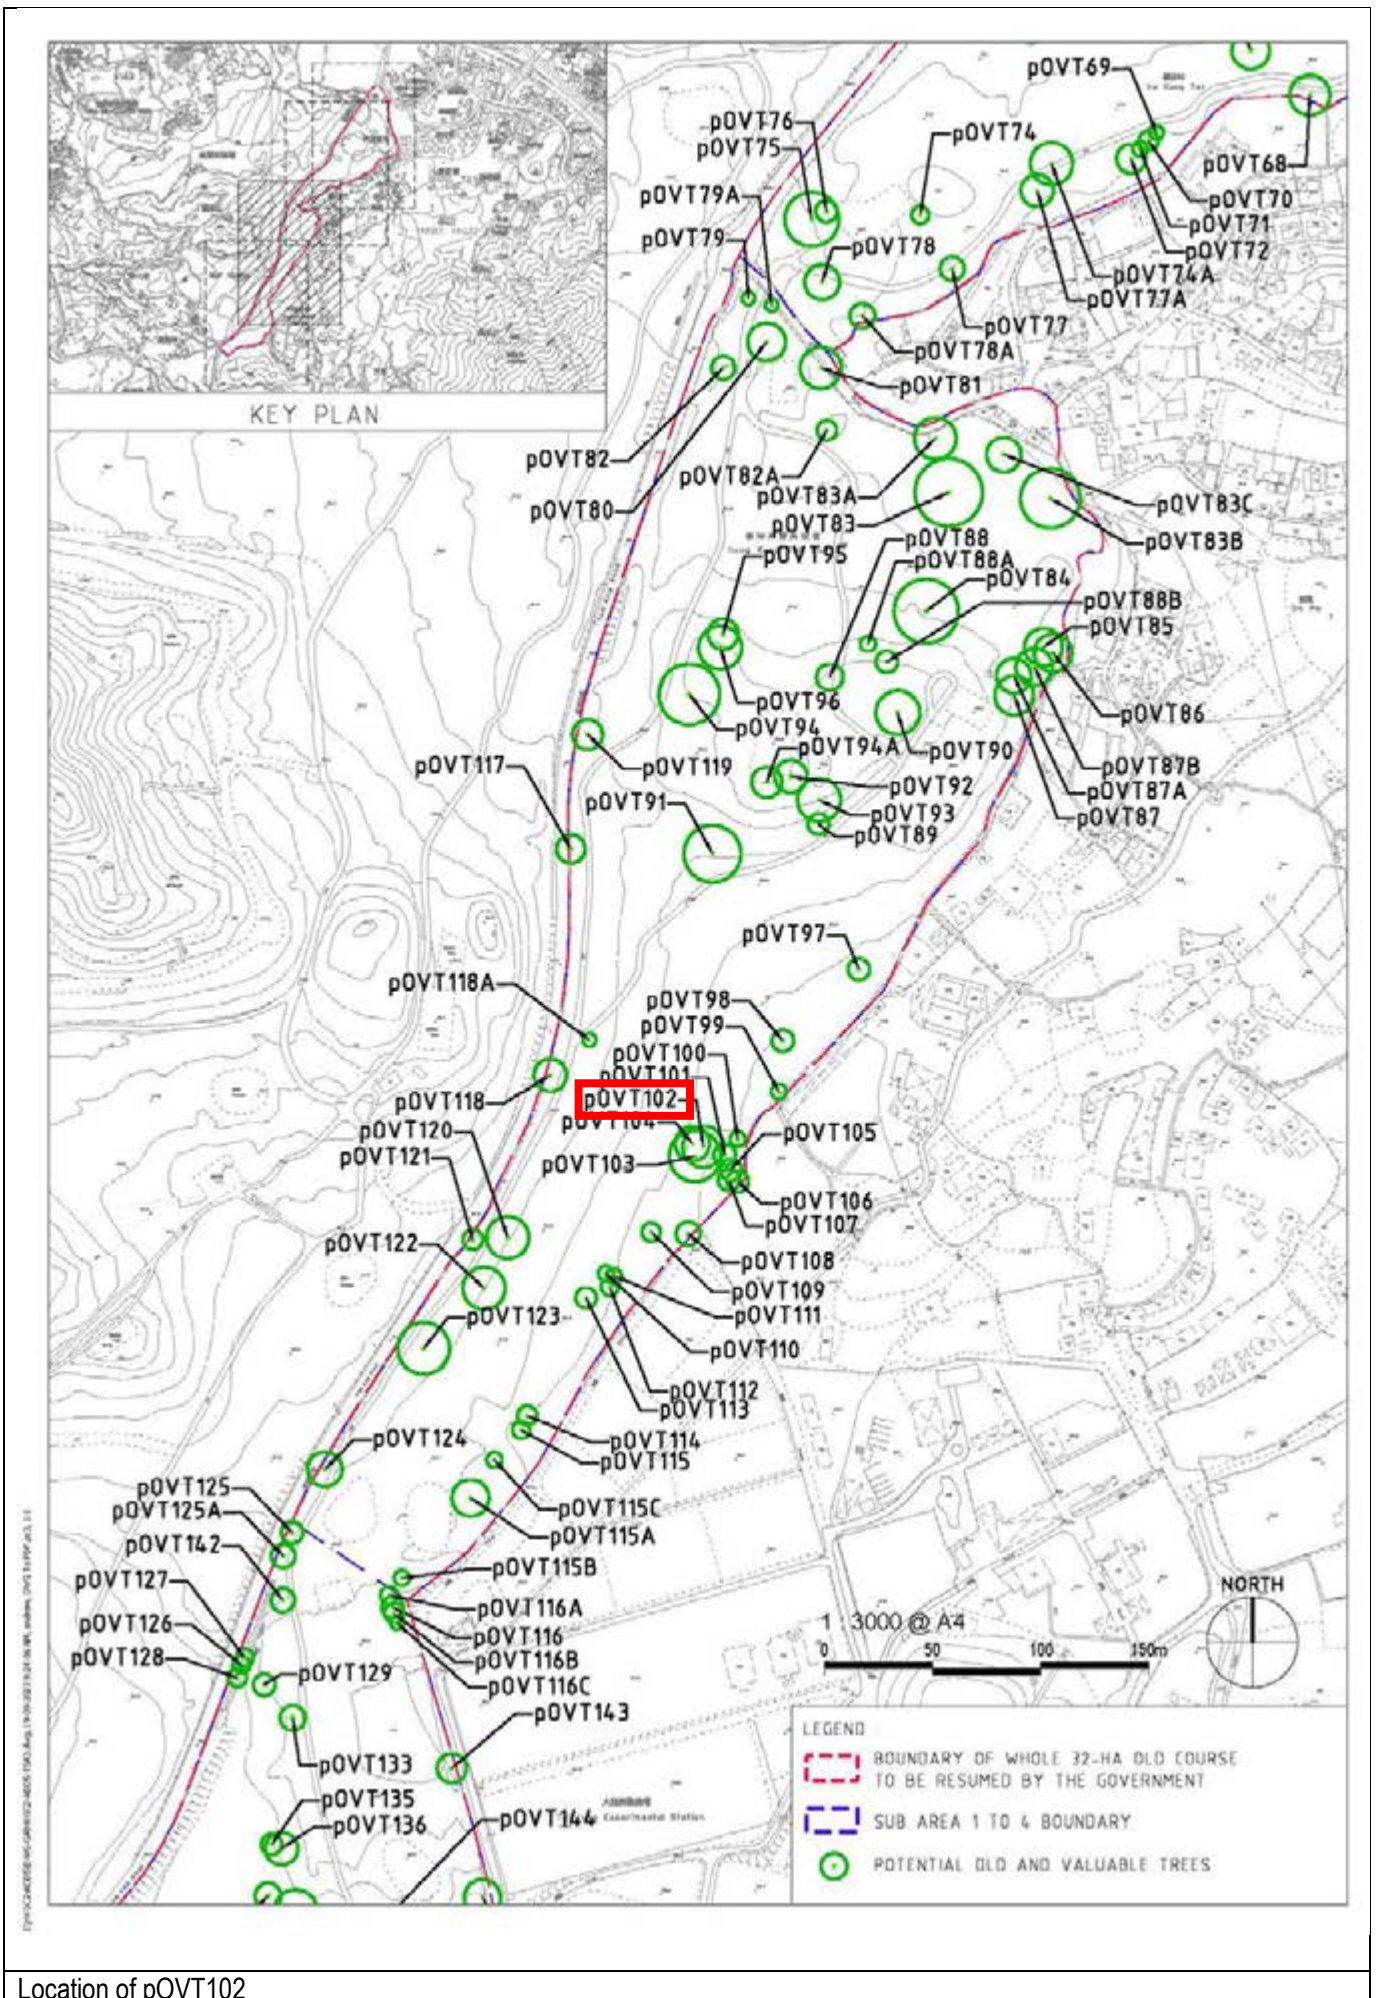 KEY PLAN
pOVT69
pOVT76
pOVT74
pOVT75
pOVT68
pOVT79A
pOVT70
pOVT71
pOVT79
pOVT78
pOVT72
pOVT74A
pOVT77A
pOVT77
pOVT78A
pOVT81
pOVT82
pOVT82A
pOVT83A
pOVT83C
pOVT80
pOVT83
pOVT88
pOVT83B
pOVT95
pOVT88A
pOVT84
pOVT88B
pOVT85
pOVT96
pOVT86
pOVT94
pOVT94A
pOVT90
pOVT117
pOVT119
pOVT87B
pOVT92
pOVT87A
pOVT91
pOVT93
pOVT87
pOVT89
pOVT97
pOVT118A
pOVT98
pOVT99
pOVT100
pOVT101
pOVT102
pOVT118
pOVT104
pOVT120
pOVT105
pOVT121
pOVT103
pOVT106
pOVT107
pOVT122
pOVT108
pOVT109
pOVT123
pOVT111
pOVT110
pOVT112
pOVT113
pOVT124
pOVT114
pOVT115
pOVT125
pOVT125A
pOVT115C
pOVT115A
pOVT142
pOVT115B
pOVT127
NORTH
pOVT116A
pOVT126
1 : 3000 @ A4
pOVT116
0 50 100 150m
pOVT128
pOVT116B
pOVT129
pOVT116C
pOVT143
LEGEND
BOUNDARY OF WHOLE 32-HA OLD COURSE
TO BE RESUMED BY THE GOVERNMENT
pOVT133
pOVT135
pOVT136
pOVT144
Experimental Station
SUB AREA 1 TO 4 BOUNDARY
POTENTIAL OLD AND VALUABLE TREES
Location of pOVT102